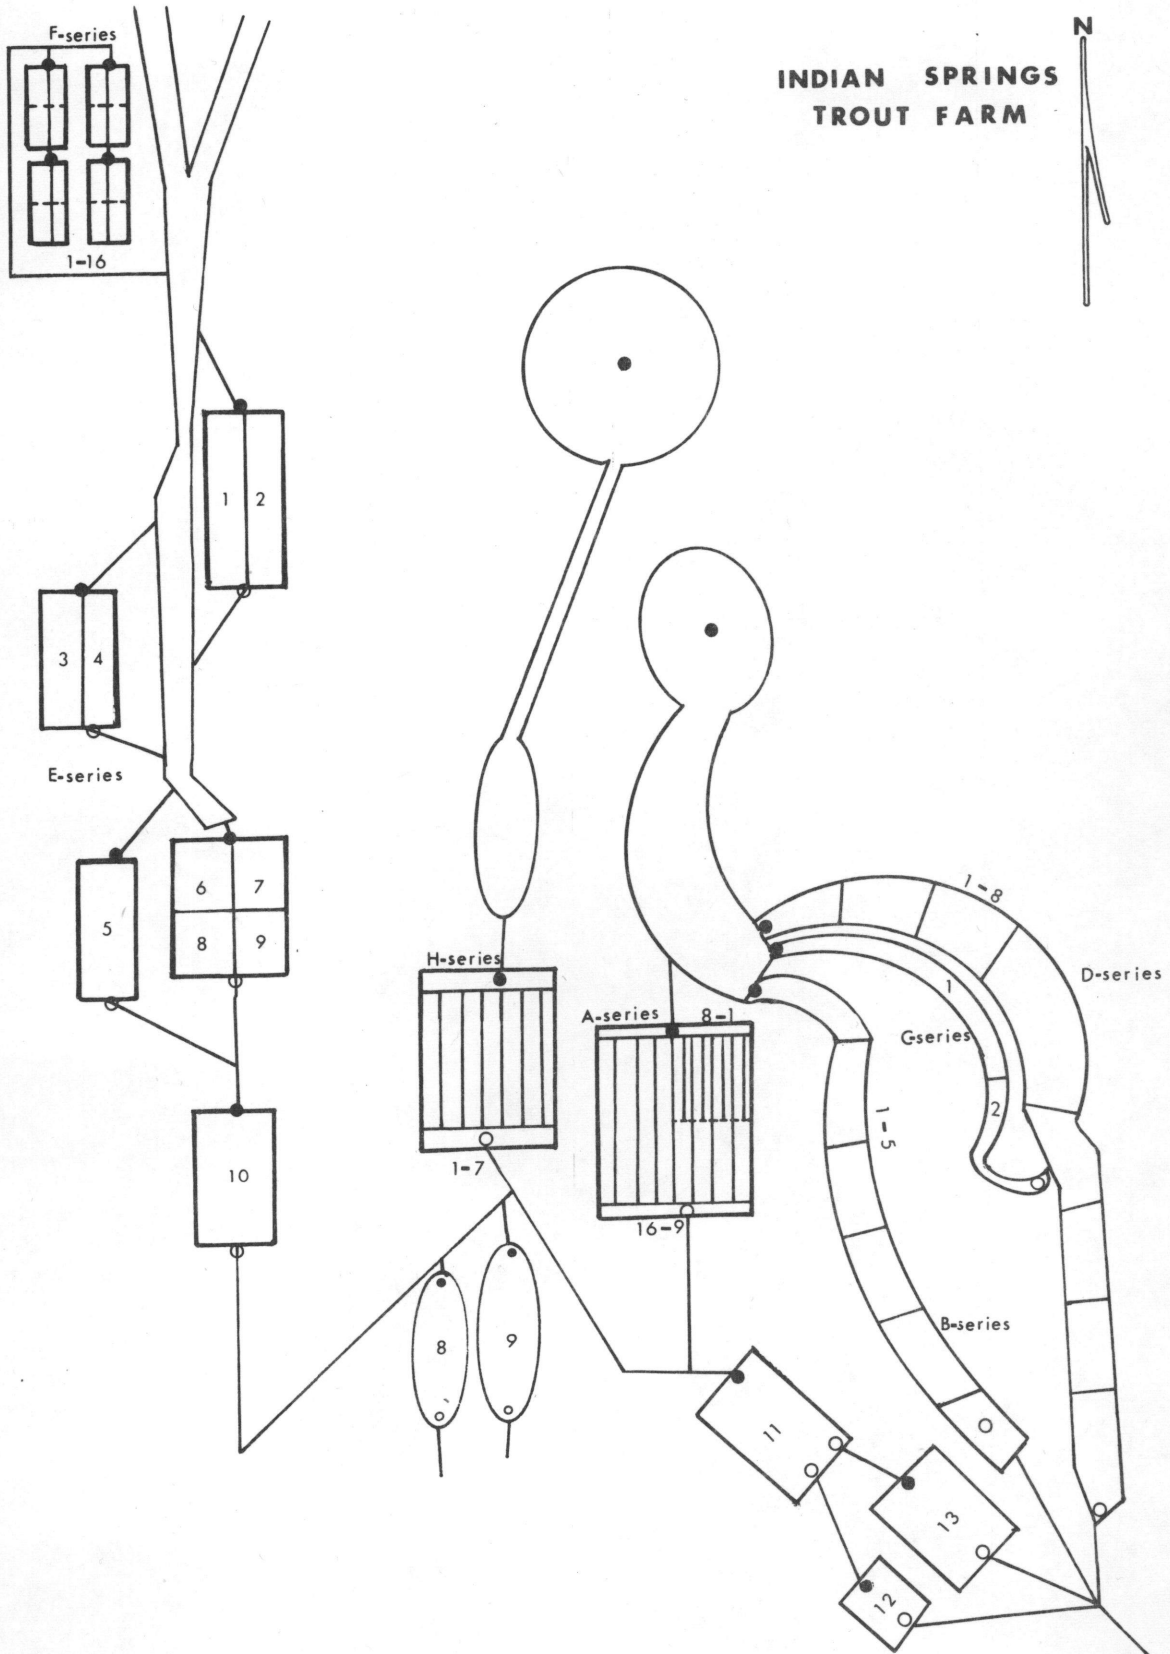 F-series
N
INDIAN SPRINGS
TROUT FARM
1-16
1 2
3 4
E-series
5
6 7
8 9
10
H-series
1-7
8
9
A-series 8-1
16-9
1-8
D-series
1
C-series
2
1-5
B-series
11
13
12